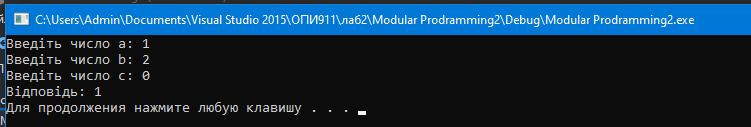 C:\Users\Admin\Documents\Visual Studio 2015\ОПИ911\ла62\Modular Prodramming2\Debug\Modular Prodramming2.exe
Введіть число a: 1
Введіть число b: 2
Введіть число c: 0
Відповідь: 1
Для продолжения нажмите любую клавишу . . .